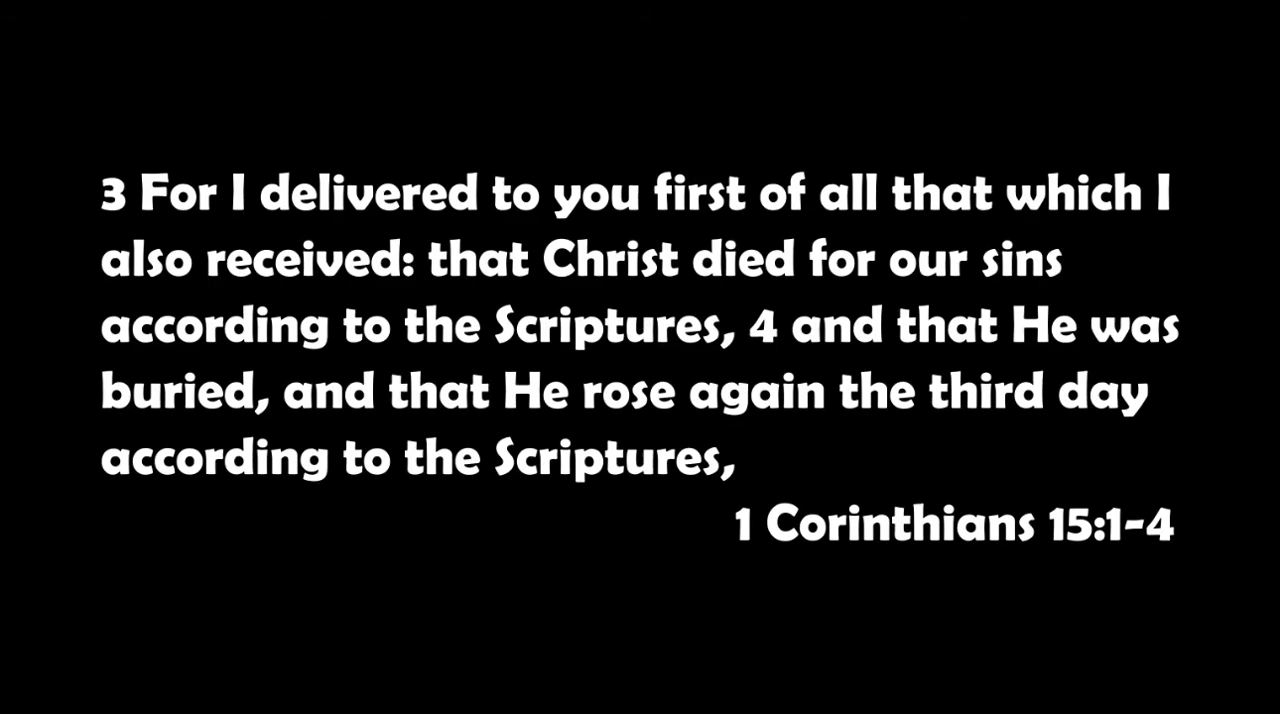 3 For I delivered to you first of all that which I
also received: that Christ died for our sins
according to the Scriptures, 4 and that He was
buried, and that He rose again the third day
according to the Scriptures,
1 Corinthians 15:1-4